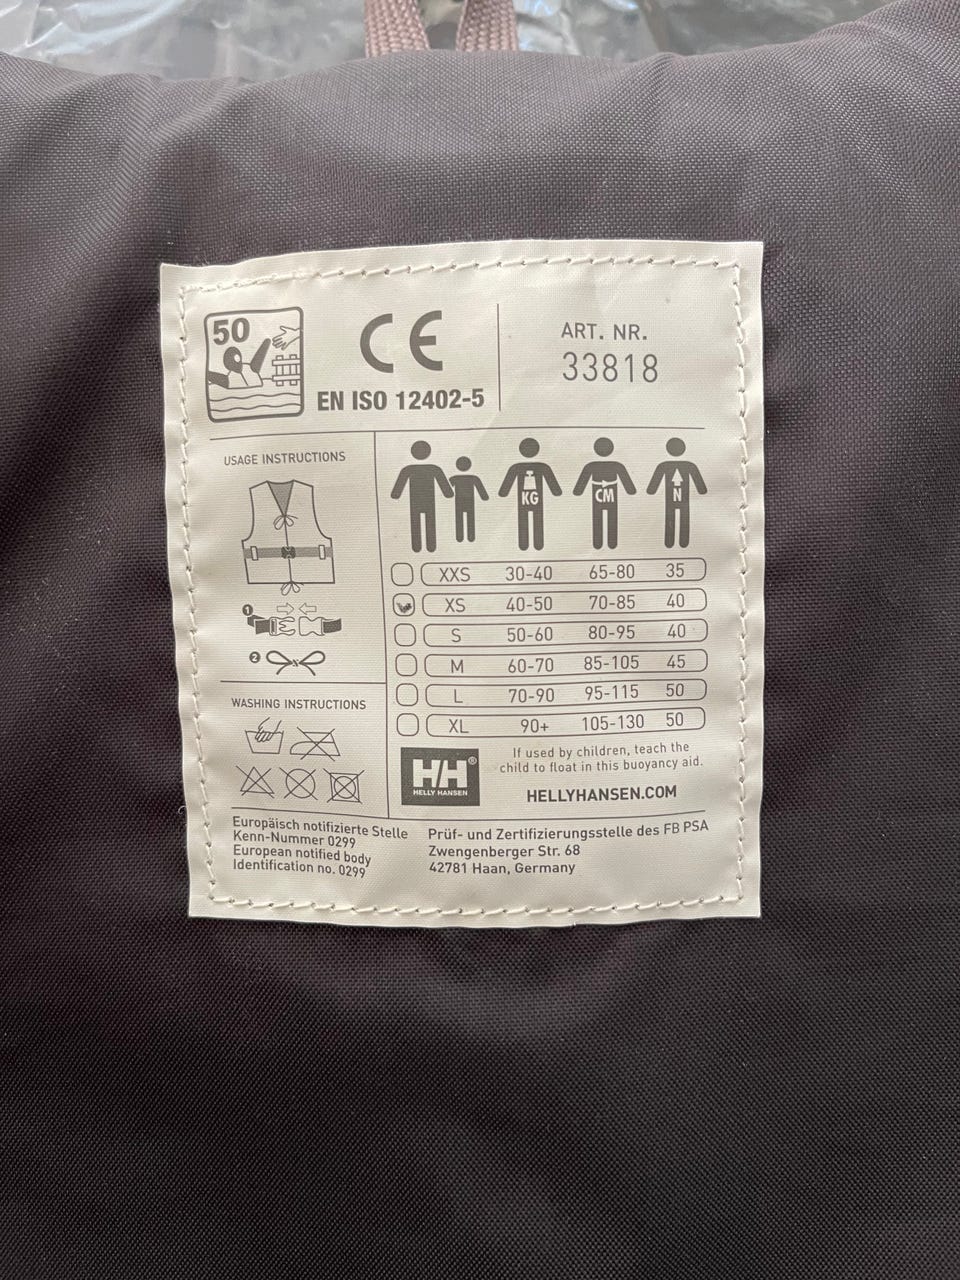 50
CE
EN ISO 12402-5
ART. NR.
33818
USAGE INSTRUCTIONS
1
2
WASHING INSTRUCTIONS
KG CM N
XXS 30-40 65-80 35
XS 40-50 70-85 40
S 50-60 80-95 40
M 60-70 85-105 45
L 70-90 95-115 50
XL 90+ 105-130 50
HH®
HELLY HANSEN
If used by children, teach the
child to float in this buoyancy aid.
HELLYHANSEN.COM
Europäisch notifizierte Stelle
Kenn-Nummer 0299
European notified body
Identification no. 0299
Prüf- und Zertifizierungsstelle des FB PSA
Zwengenberger Str. 68
42781 Haan, Germany